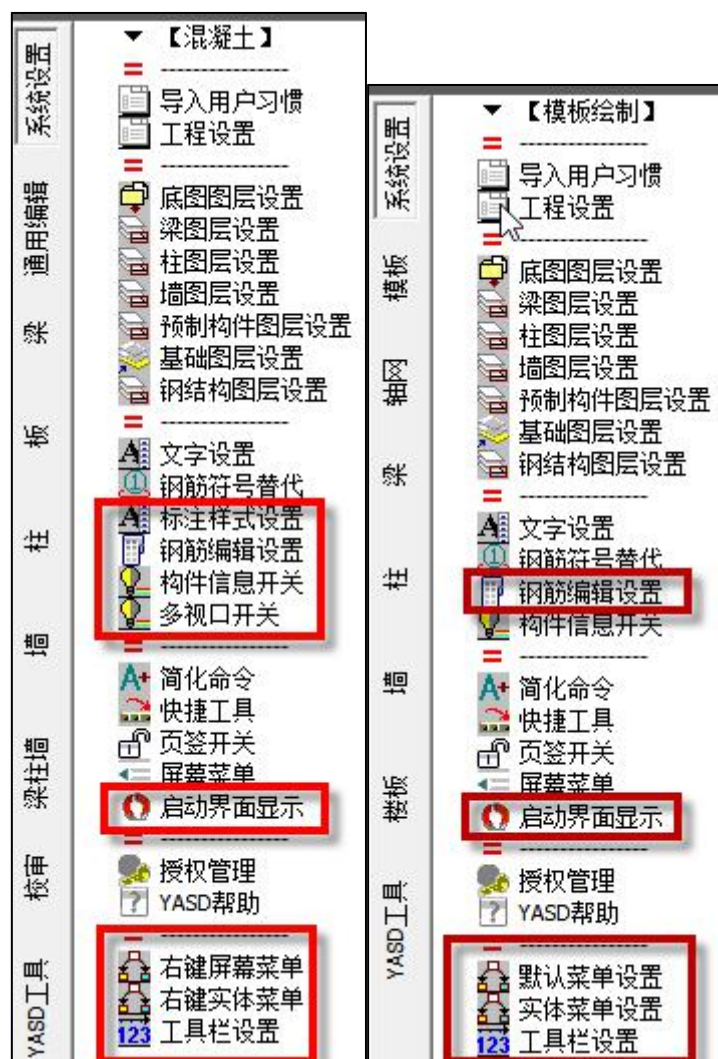 系统设置
通用编辑
梁
板
柱
墙
梁柱墙
校审
YASD工具
【混凝土】
导入用户习惯
工程设置
底图图层设置
梁图层设置
柱图层设置
墙图层设置
预制构件图层设置
基础图层设置
钢结构图层设置
文字设置
钢筋符号替代
标注样式设置
钢筋编辑设置
构件信息开关
多视口开关
简化命令
快捷工具
页签开关
屏幕菜单
启动界面显示
授权管理
YASD帮助
右键屏幕菜单
右键实体菜单
123 工具栏设置
系统设置
模板
轴网
梁
柱
墙
楼板
YASD工具
【模板绘制】
导入用户习惯
工程设置
底图图层设置
梁图层设置
柱图层设置
墙图层设置
预制构件图层设置
基础图层设置
钢结构图层设置
文字设置
钢筋符号替代
钢筋编辑设置
构件信息开关
简化命令
快捷工具
页签开关
屏幕菜单
启动界面显示
授权管理
YASD帮助
默认菜单设置
实体菜单设置
123 工具栏设置